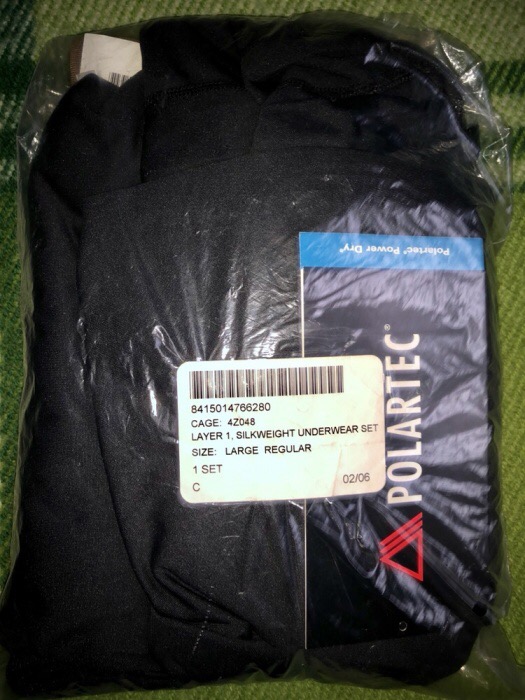 Polartec® Power Dry®
POLARTEC®
8415014766280
CAGE: 4Z048
LAYER 1, SILKWEIGHT UNDERWEAR SET
SIZE: LARGE REGULAR
1 SET
C 02/06